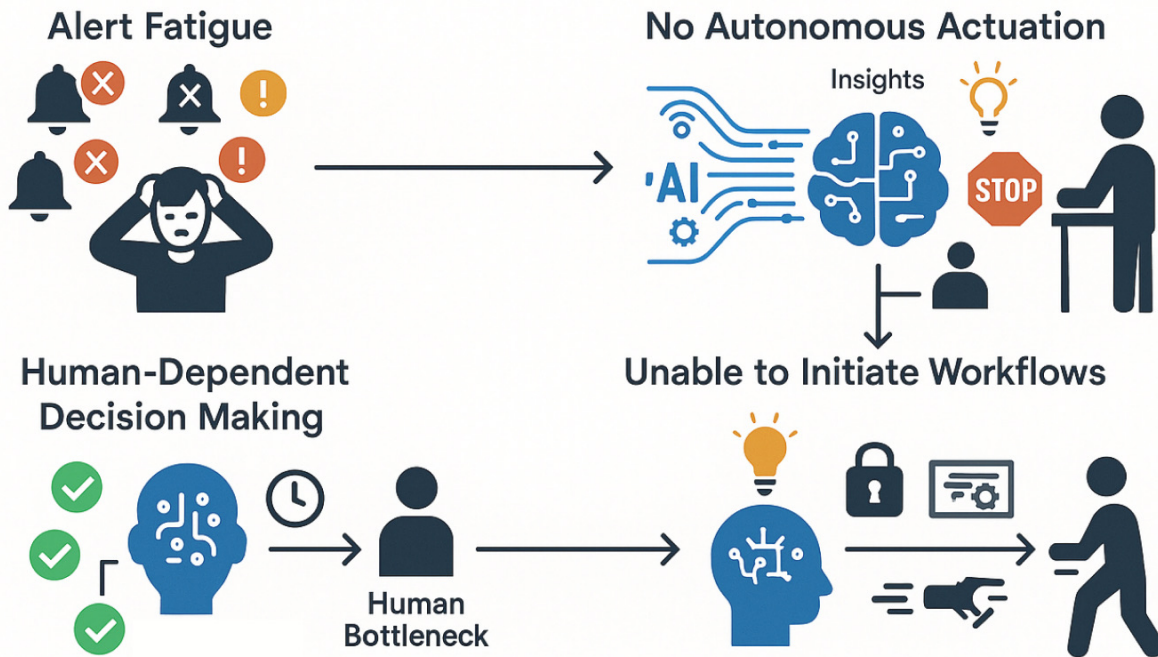 Alert Fatigue
No Autonomous Actuation
Insights
AI
STOP
Human-Dependent
Decision Making
Human
Bottleneck
Unable to Initiate Workflows